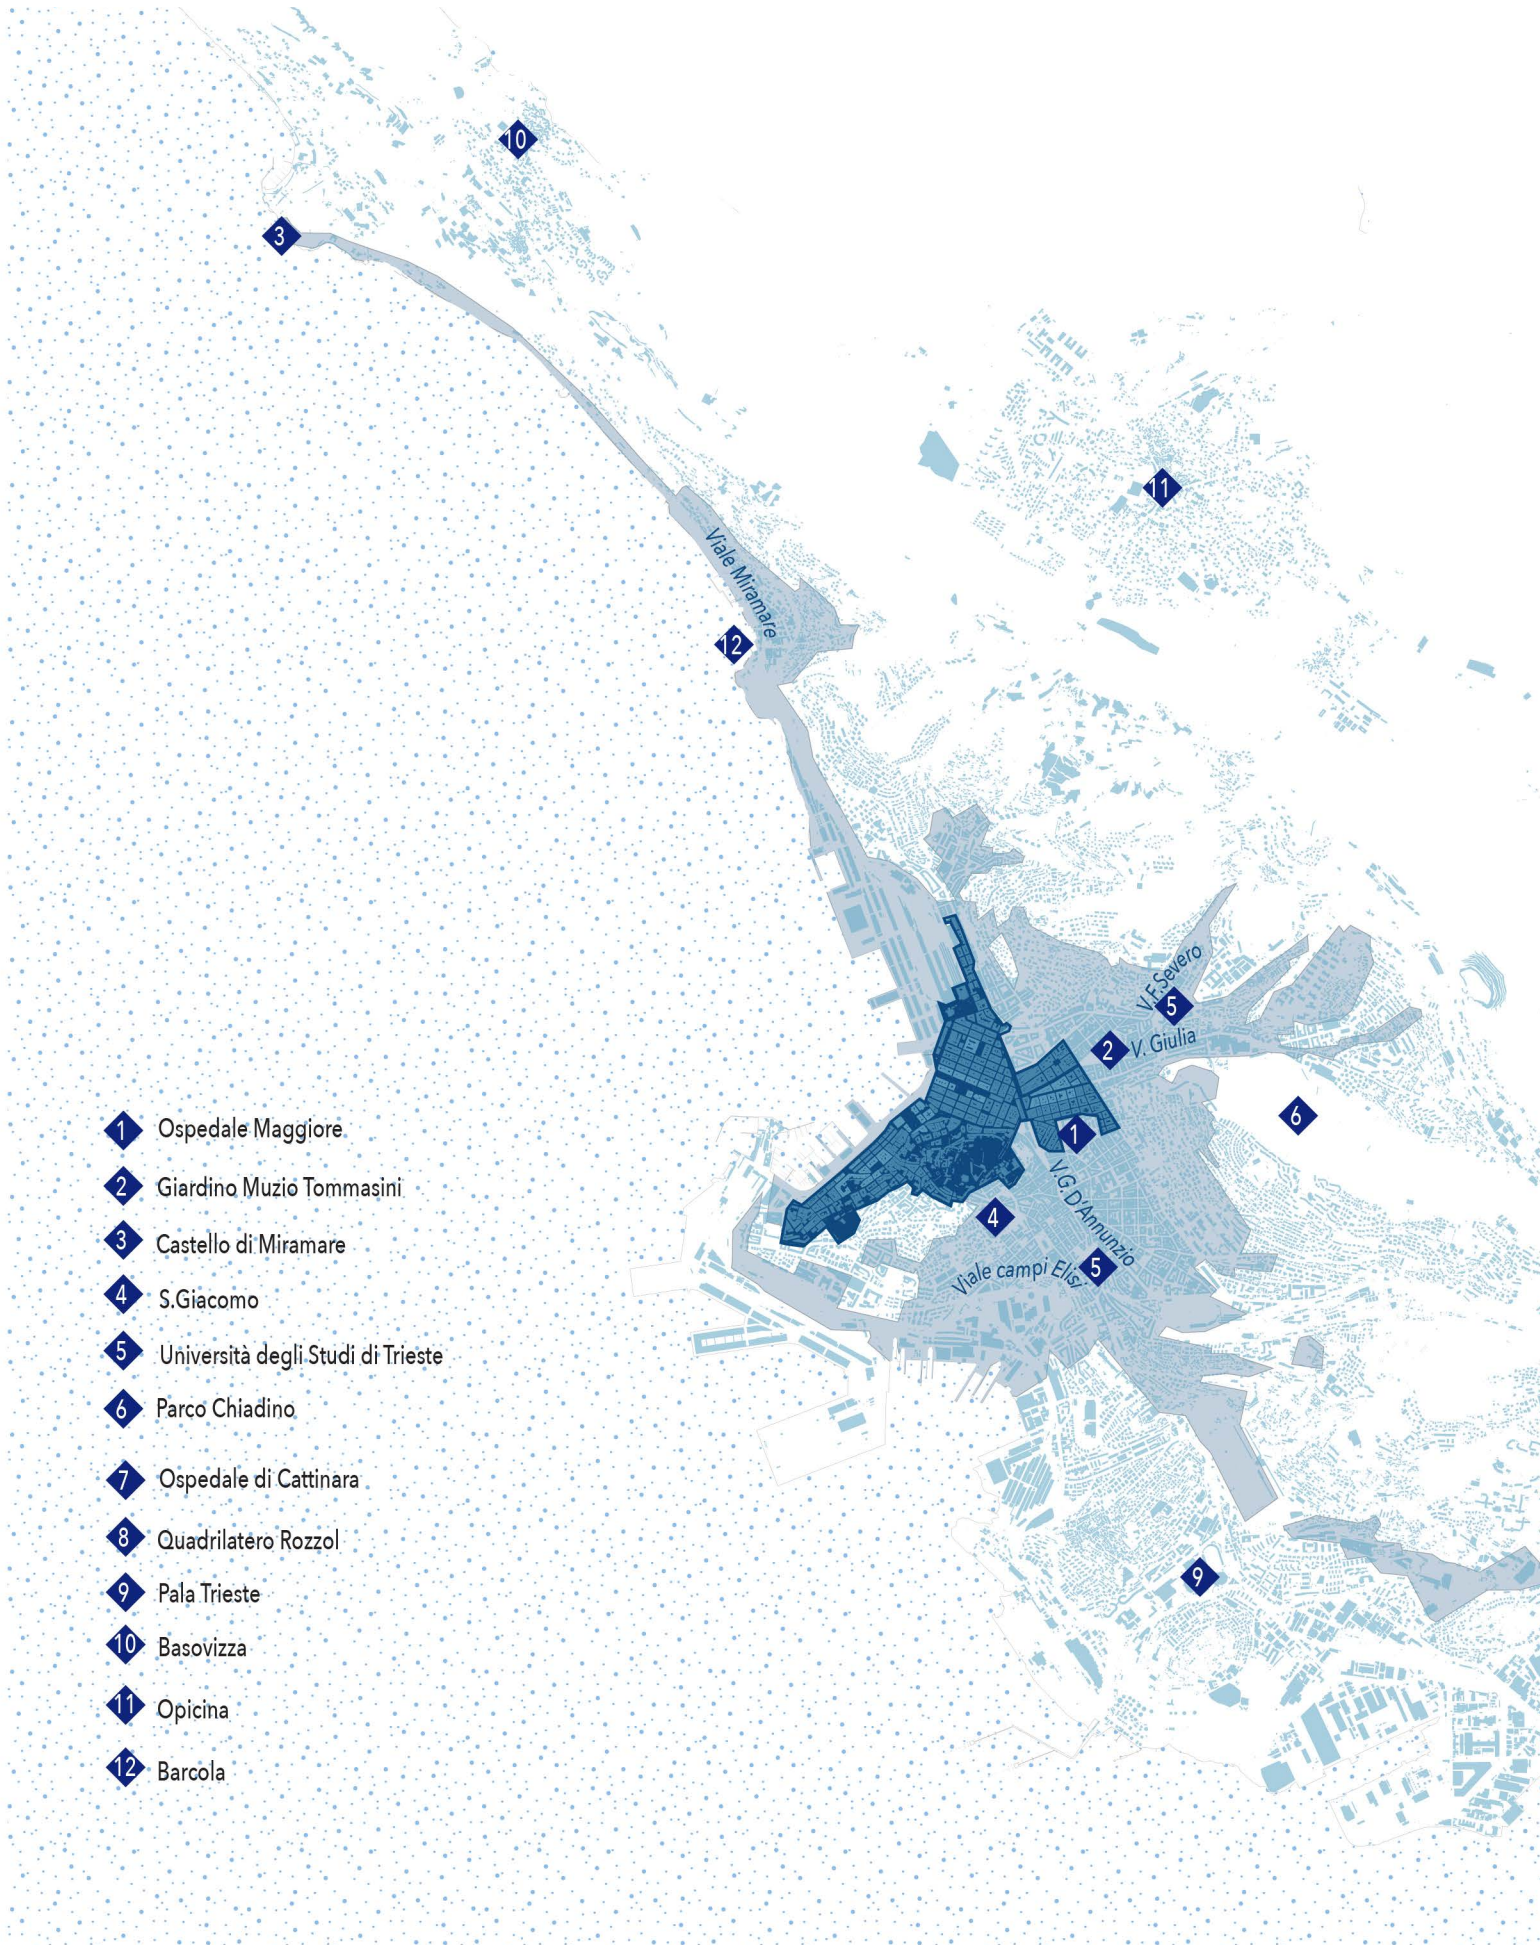 10
3
11
Viale Miramare
12
V.F.Severo
5
2
V. Giulia
6
1
V.G. D'Annunzio
4
5
Viale campi Elisi
9
1 Ospedale Maggiore
2 Giardino Muzio Tommasini
3 Castello di Miramare
4 S.Giacomo
5 Università degli Studi di Trieste
6 Parco Chiadino
7 Ospedale di Cattinara
8 Quadrilatero Rozzol
9 Pala Trieste
10 Basovizza
11 Opicina
12 Barcola